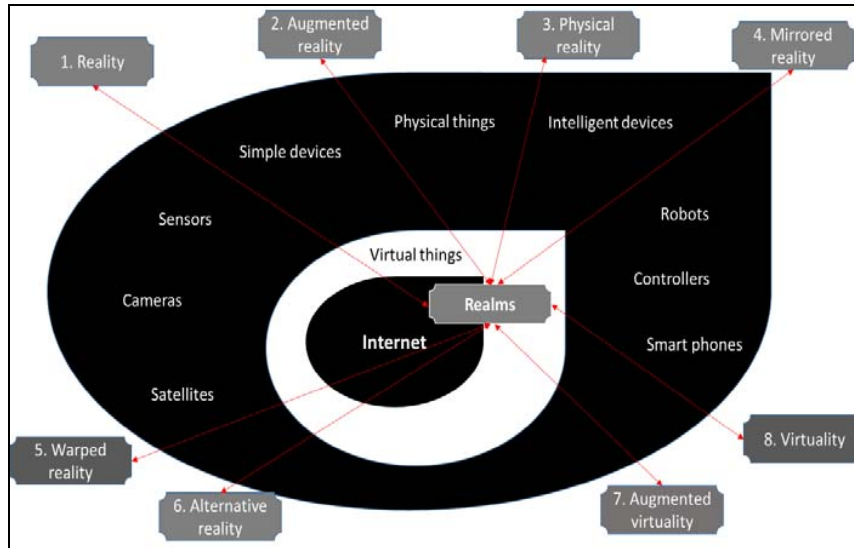 1. Reality
2. Augmented
reality
3. Physical
reality
4. Mirrored
reality
Physical things
Intelligent devices
Simple devices
Sensors
Robots
Virtual things
Controllers
Cameras
Realms
Internet
Smart phones
Satellites
5. Warped
reality
8. Virtuality
6. Alternative
reality
7. Augmented
virtuality